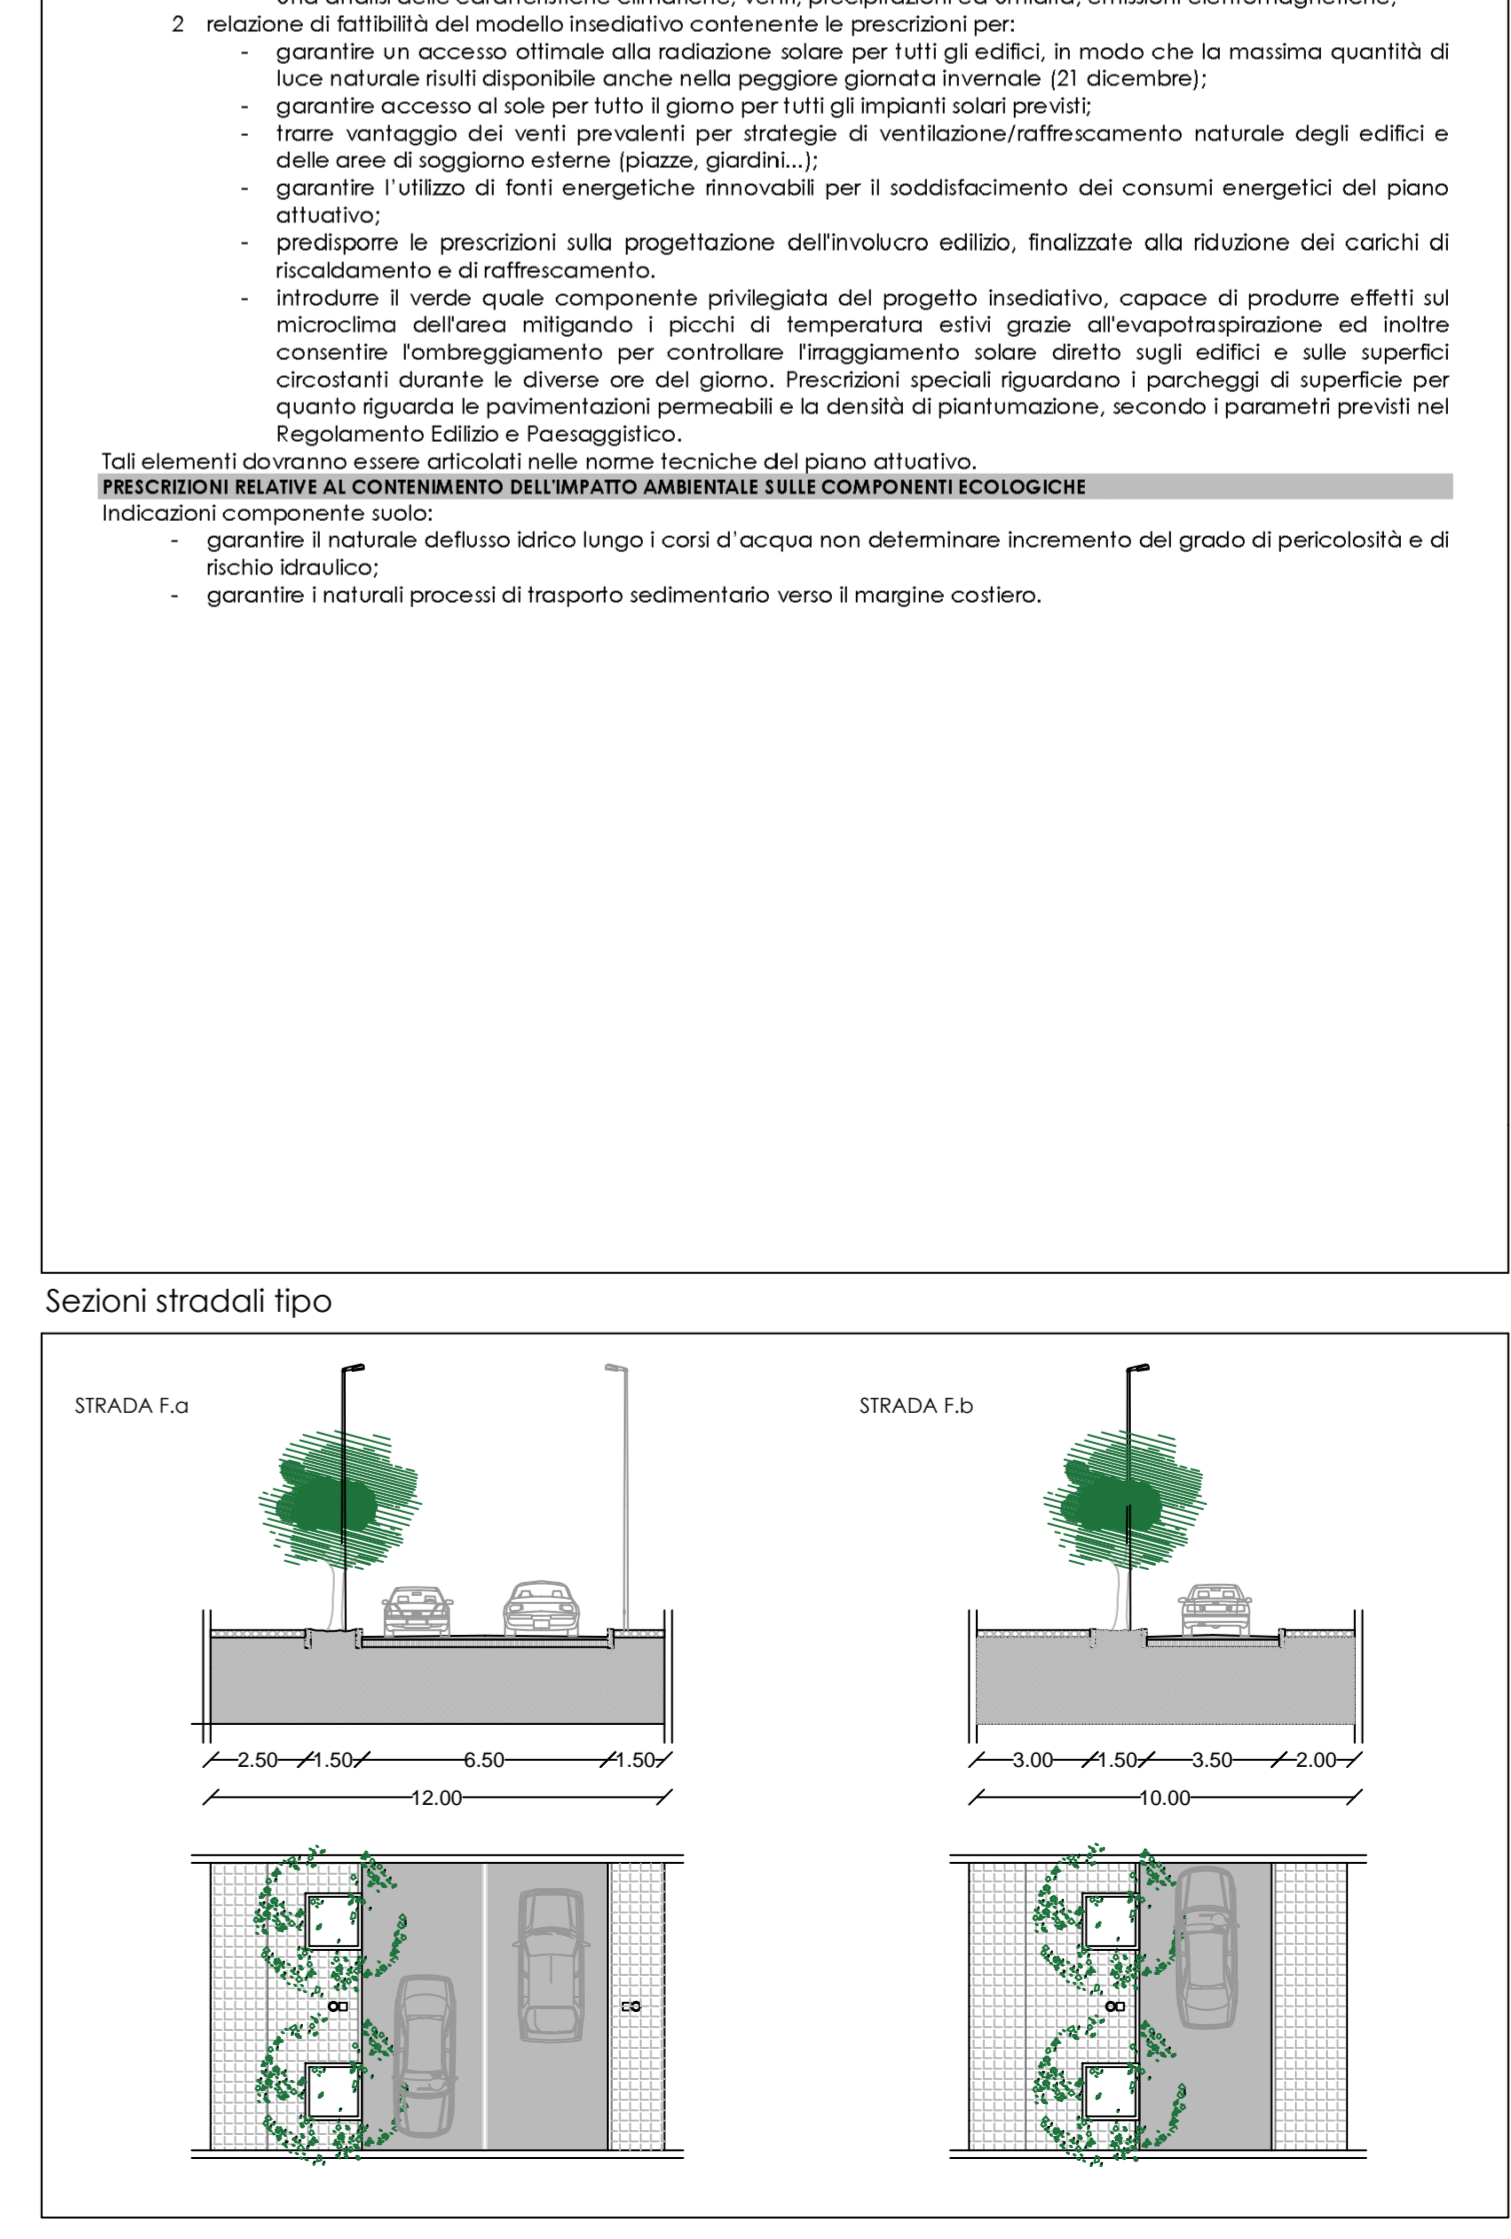 una analisi delle caratteristiche climatiche, venti, precipitazioni ed umidità, emissioni elettromagnetiche;
2 relazione di fattibilità del modello insediativo contenente le prescrizioni per:
- garantire un accesso ottimale alla radiazione solare per tutti gli edifici, in modo che la massima quantità di
luce naturale risulti disponibile anche nella peggiore giornata invernale (21 dicembre);
- garantire accesso al sole per tutto il giorno per tutti gli impianti solari previsti;
- trarre vantaggio dei venti prevalenti per strategie di ventilazione/raffrescamento naturale degli edifici e
delle aree di soggiorno esterne (piazze, giardini...);
- garantire l'utilizzo di fonti energetiche rinnovabili per il soddisfacimento dei consumi energetici del piano
attuativo;
- predisporre le prescrizioni sulla progettazione dell'involucro edilizio, finalizzate alla riduzione dei carichi di
riscaldamento e di raffrescamento.
- introdurre il verde quale componente privilegiata del progetto insediativo, capace di produrre effetti sul
microclima dell'area mitigando i picchi di temperatura estivi grazie all'evapotraspirazione ed inoltre
consentire l'ombreggiamento per controllare l'irraggiamento solare diretto sugli edifici e sulle superfici
circostanti durante le diverse ore del giorno. Prescrizioni speciali riguardano i parcheggi di superficie per
quanto riguarda le pavimentazioni permeabili e la densità di piantumazione, secondo i parametri previsti nel
Regolamento Edilizio e Paesaggistico.
Tali elementi dovranno essere articolati nelle norme tecniche del piano attuativo.
PRESCRIZIONI RELATIVE AL CONTENIMENTO DELL'IMPATTO AMBIENTALE SULLE COMPONENTI ECOLOGICHE
Indicazioni componente suolo:
- garantire il naturale deflusso idrico lungo i corsi d'acqua non determinare incremento del grado di pericolosità e di
rischio idraulico;
- garantire i naturali processi di trasporto sedimentario verso il margine costiero.
Sezioni stradali tipo
STRADA F.a
STRADA F.b
2.50 1.50 6.50 1.50
12.00
3.00 1.50 3.50 2.00
10.00